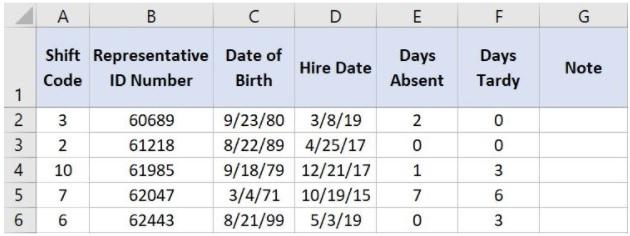 A B C D E F G
1 Shift Code Representative ID Number Date of Birth Hire Date Days Absent Days Tardy Note
2 3 60689 9/23/80 3/8/19 2 0
3 2 61218 8/22/89 4/25/17 0 0
4 10 61985 9/18/79 12/21/17 1 3
5 7 62047 3/4/71 10/19/15 7 6
6 6 62443 8/21/99 5/3/19 0 3